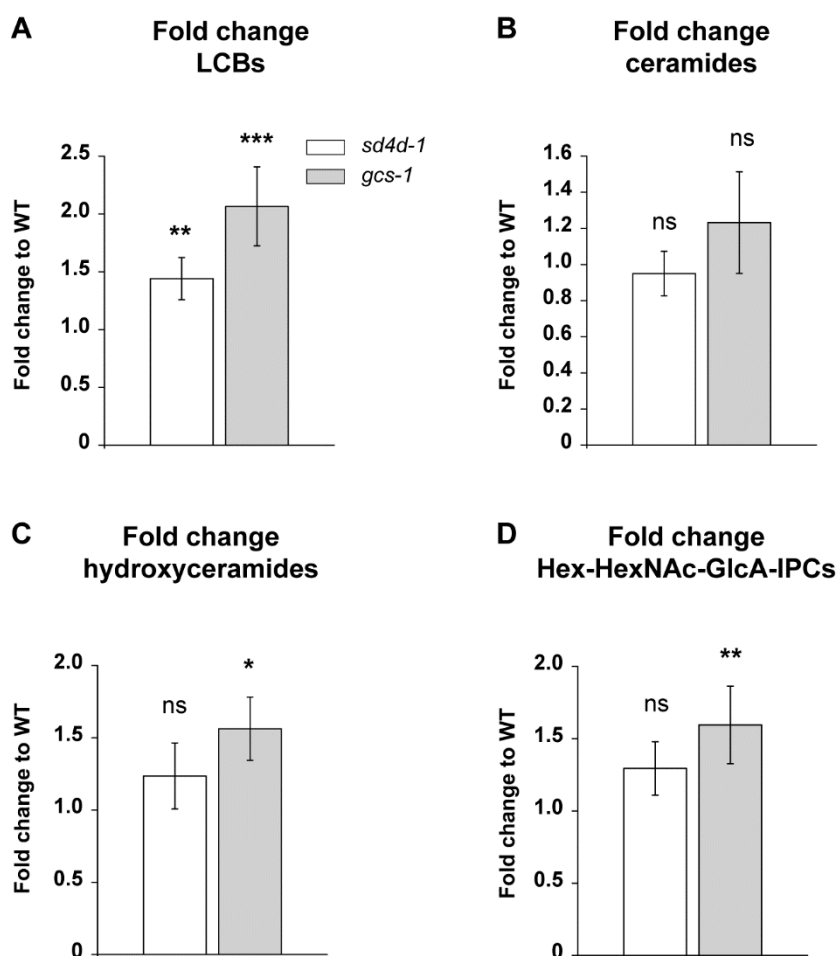 A
Fold change
LCBs
Fold change to WT
2.5
2.0
1.5
1.0
0.5
0
**
***
sd4d-1
gcs-1
B
Fold change
ceramides
Fold change to WT
1.6
1.4
1.2
1.0
0.8
0.6
0.4
0.2
0
ns
ns
C
Fold change
hydroxyceramides
Fold change to WT
2.0
1.5
1.0
0.5
0
ns
*
D
Fold change
Hex-HexNAc-GlcA-IPCs
Fold change to WT
2.0
1.5
1.0
0.5
0
ns
**